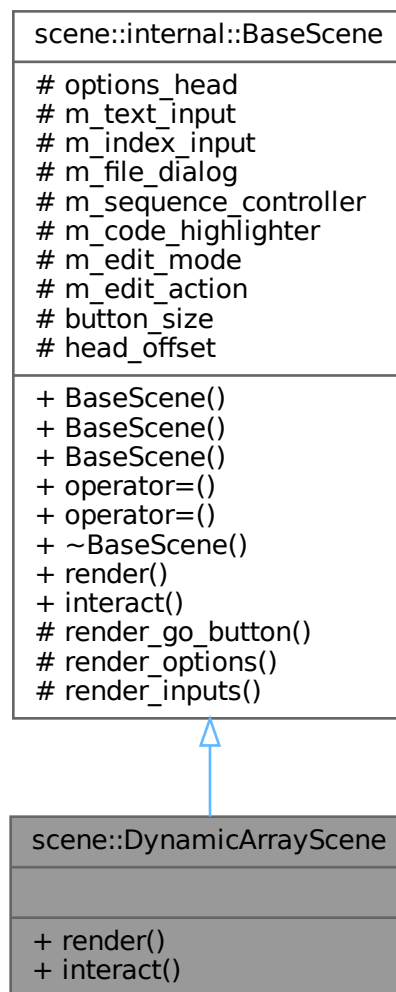 scene::internal::BaseScene
# options_head
# m_text_input
# m_index_input
# m_file_dialog
# m_sequence_controller
# m_code_highlighter
# m_edit_mode
# m_edit_action
# button_size
# head_offset
+ BaseScene()
+ BaseScene()
+ BaseScene()
+ operator=()
+ operator=()
+ ~BaseScene()
+ render()
+ interact()
# render_go_button()
# render_options()
# render_inputs()
scene::DynamicArrayScene
+ render()
+ interact()